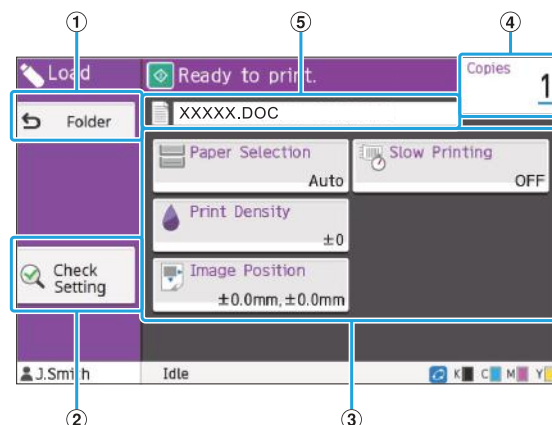 ① ⑤ ④
Load
Ready to print.
Copies
1
Folder
XXXXX.DOC
Paper Selection
Auto
Slow Printing
OFF
Print Density
±0
Check
Setting
Image Position
±0.0mm,±0.0mm
J.Smith
Idle
K C M Y
② ③